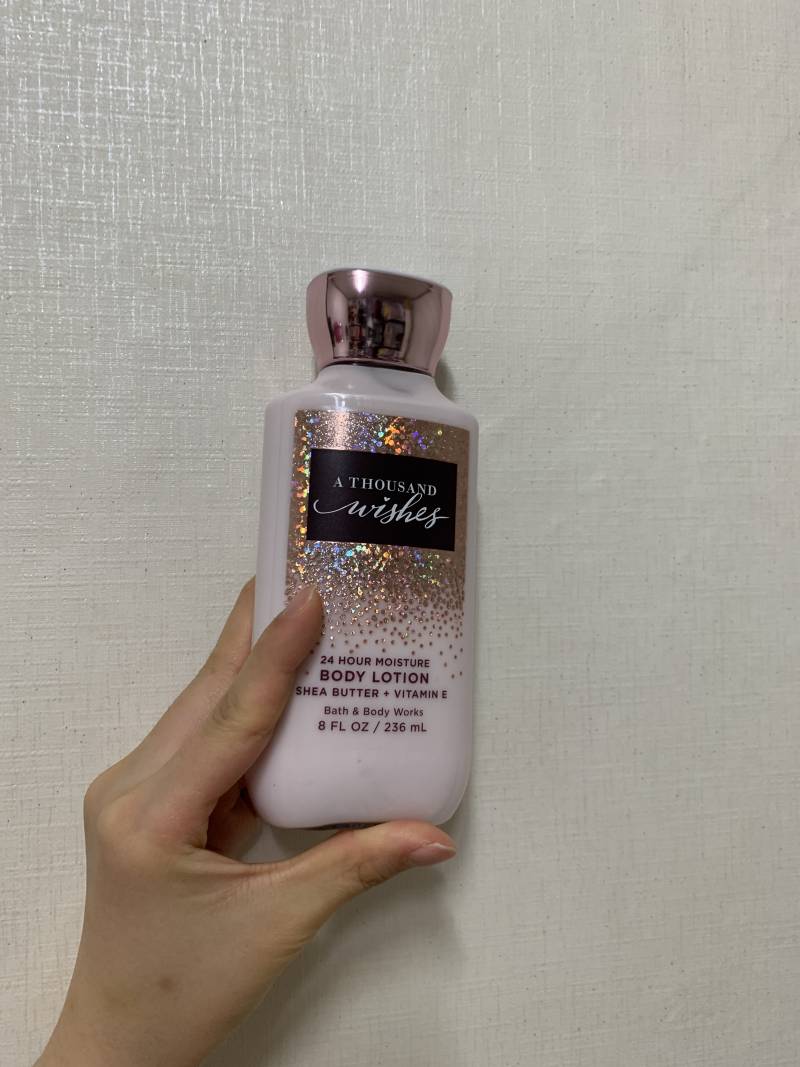 A THOUSAND
wishes
24 HOUR MOISTURE
BODY LOTION
SHEA BUTTER + VITAMIN E
Bath & Body Works
8 FL OZ / 236 mL